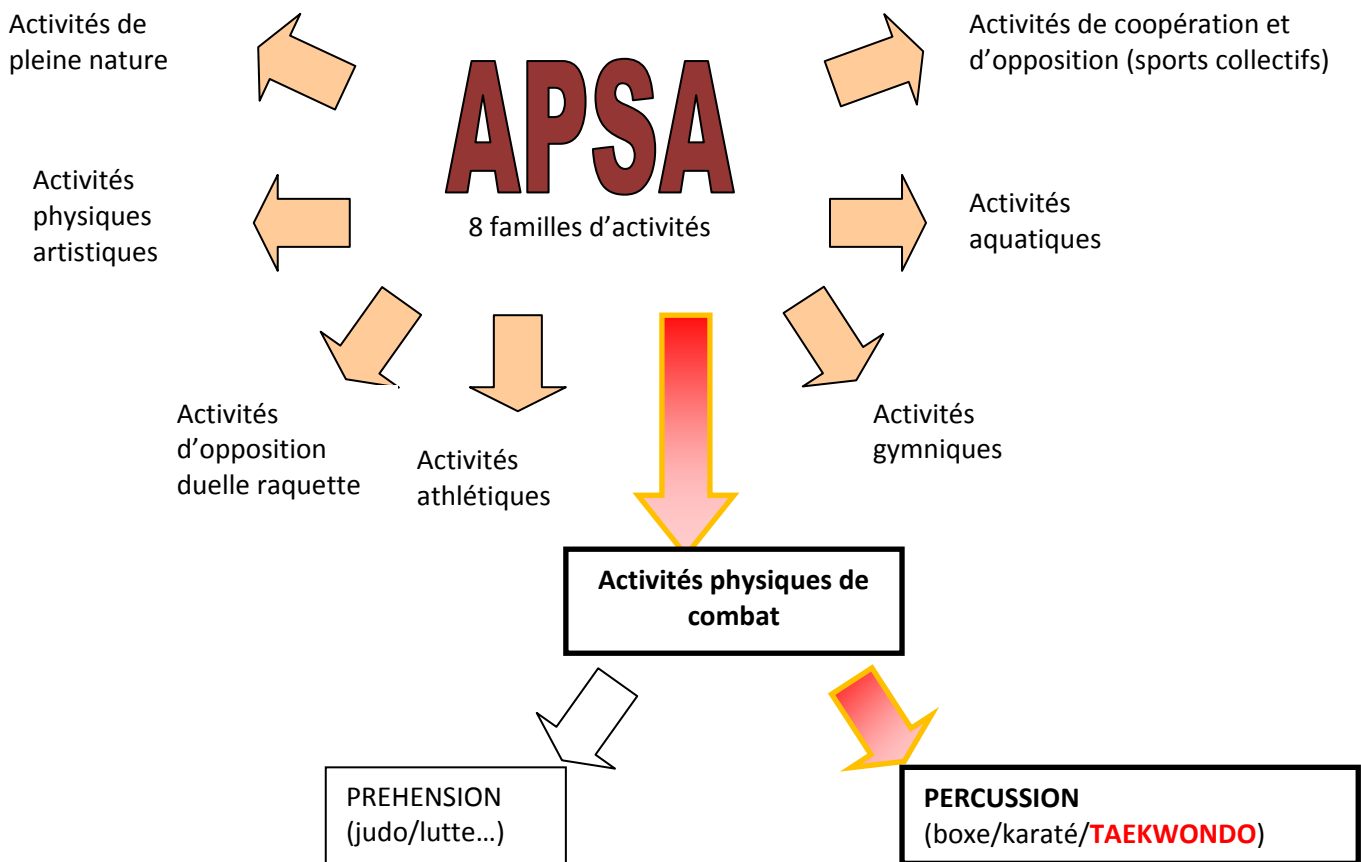 Activités de
pleine nature
APSA
8 familles d’activités
Activités de coopération et
d’opposition (sports collectifs)
Activités
physiques
artistiques
Activités
aquatiques
Activités
d’opposition
duelle raquette
Activités
athlétiques
Activités
gymniques
Activités physiques de
combat
PREHENSION
(judo/lutte…)
PERCUSSION
(boxe/karaté/TAEKWONDO)